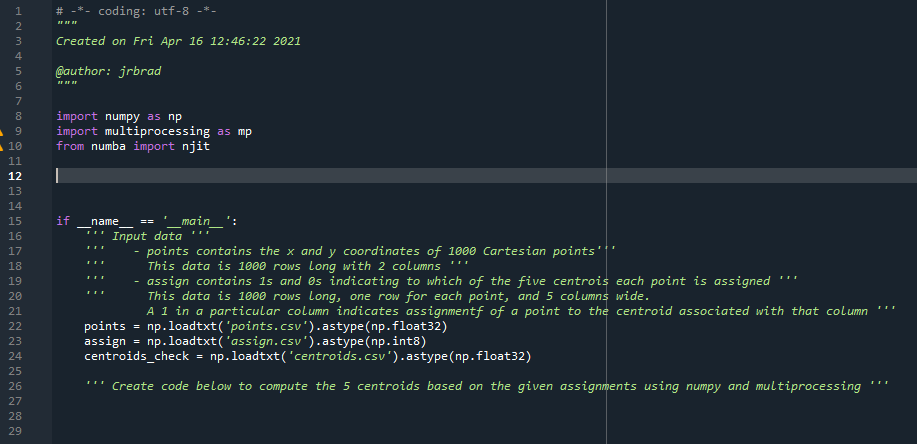 1 # -*- coding: utf-8 -*-
2 """
3 Created on Fri Apr 16 12:46:22 2021
4
5 @author: jrbrad
6 """
7
8 import numpy as np
9 import multiprocessing as mp
10 from numba import njit
11
12
13
14
15 if __name__ == '__main__':
16     ''' Input data '''
17     '''    - points contains the x and y coordinates of 1000 Cartesian points'''
18     '''      This data is 1000 rows long with 2 columns '''
19     '''    - assign contains 1s and 0s indicating to which of the five centrois each point is assigned '''
20     '''      This data is 1000 rows long, one row for each point, and 5 columns wide.
21              A 1 in a particular column indicates assignmentf of a point to the centroid associated with that column '''
22     points = np.loadtxt('points.csv').astype(np.float32)
23     assign = np.loadtxt('assign.csv').astype(np.int8)
24     centroids_check = np.loadtxt('centroids.csv').astype(np.float32)
25
26     ''' Create code below to compute the 5 centroids based on the given assignments using numpy and multiprocessing '''
27
28
29